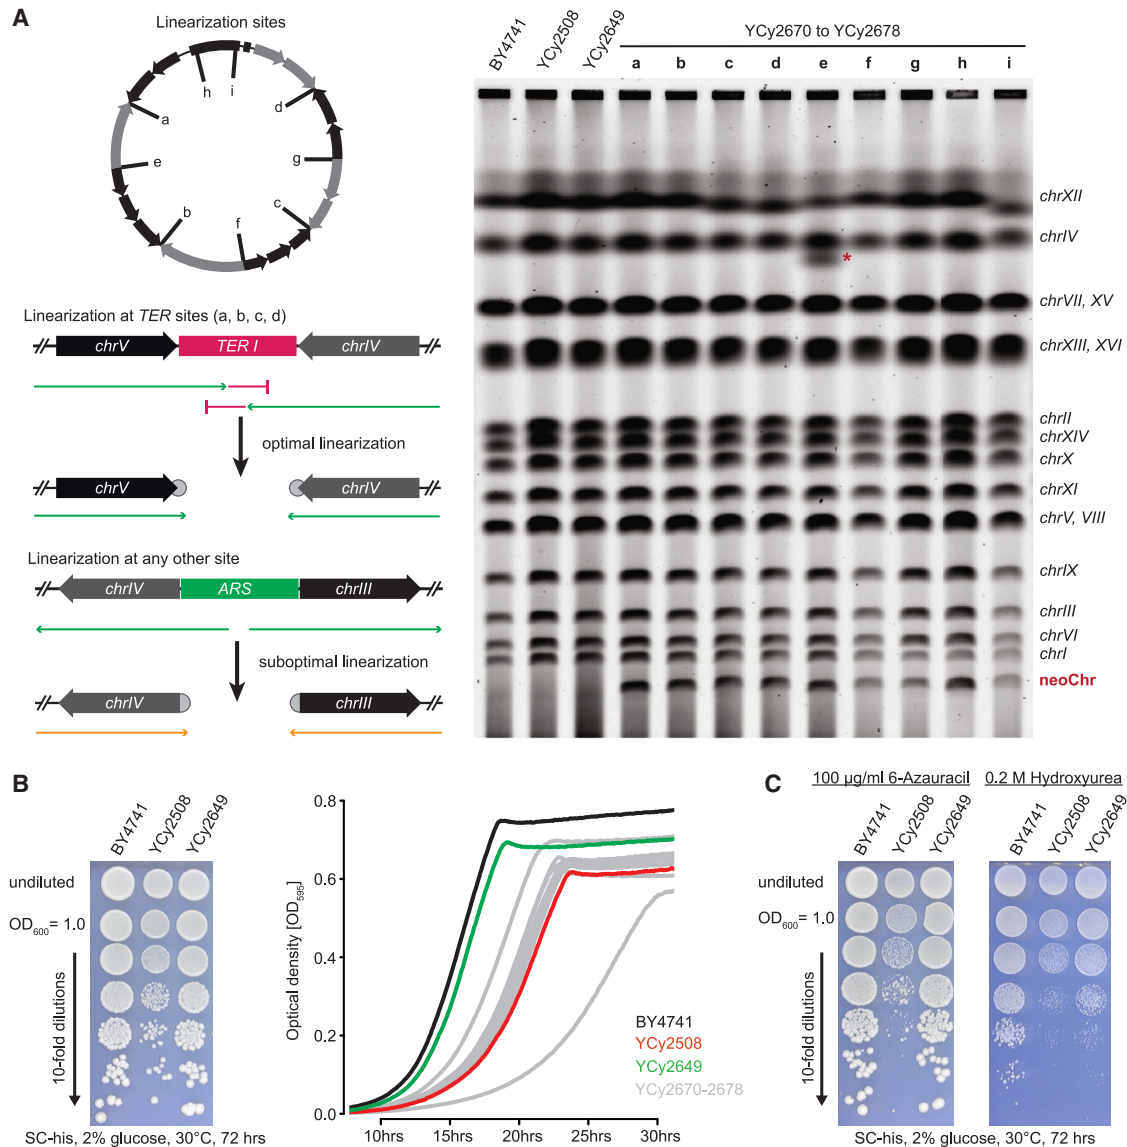 A
Linearization sites
h
i
d
a
e
g
c
b
f
Linearization at TER sites (a, b, c, d)
chrV
TER I
chrIV
optimal linearization
chrV
chrIV
Linearization at any other site
chrIV
ARS
chrIII
suboptimal linearization
chrIV
chrIII
BY4741
YCy2508
YCy2649
YCy2670 to YCy2678
a b c d e f g h i
chrXII
chrIV
*
chrVII, XV
chrXIII, XVI
chrII
chrXIV
chrX
chrXI
chrV, VIII
chrIX
chrIII
chrVI
chrI
neoChr
B
BY4741
YCy2508
YCy2649
undiluted
OD600= 1.0
10-fold dilutions
SC-his, 2% glucose, 30°C, 72 hrs
Optical density [OD595]
0.8
0.6
0.4
0.2
0.0
10hrs 15hrs 20hrs 25hrs 30hrs
BY4741
YCy2508
YCy2649
YCy2670-2678
C
100 µg/ml 6-Azauracil
0.2 M Hydroxyurea
BY4741
YCy2508
YCy2649
BY4741
YCy2508
YCy2649
undiluted
OD600= 1.0
10-fold dilutions
SC-his, 2% glucose, 30°C, 72 hrs